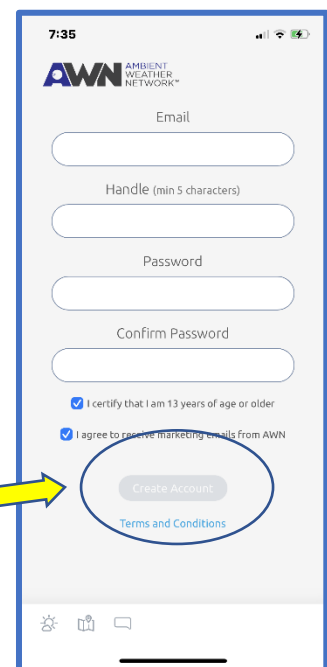 7:35
AWN AMBIENT
WEATHER
NETWORK™
Email
Handle (min 5 characters)
Password
Confirm Password
I certify that I am 13 years of age or older
I agree to receive marketing emails from AWN
Create Account
Terms and Conditions